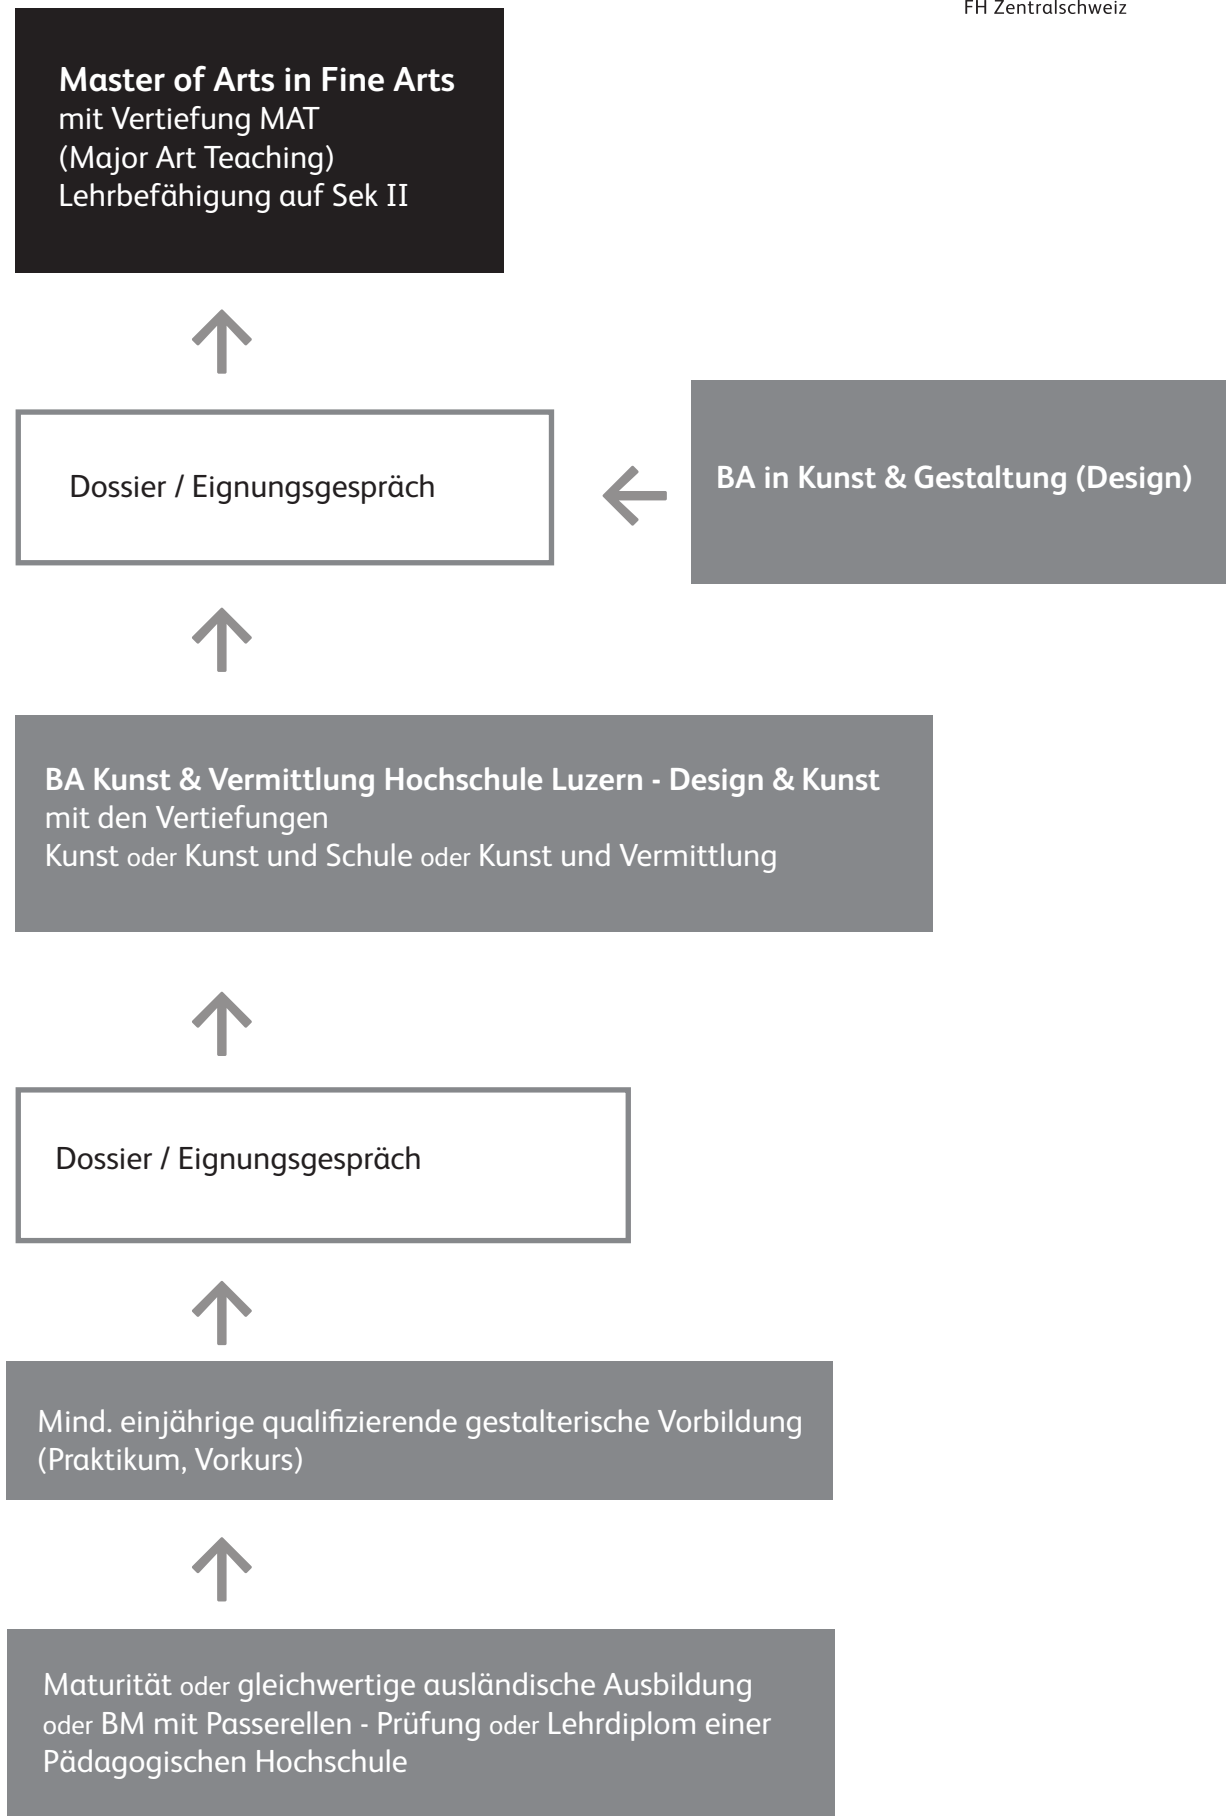 FH Zentralschweiz
Master of Arts in Fine Arts
mit Vertiefung MAT
(Major Art Teaching)
Lehrbefähigung auf Sek II
Dossier / Eignungsgespräch
BA in Kunst & Gestaltung (Design)
BA Kunst & Vermittlung Hochschule Luzern - Design & Kunst
mit den Vertiefungen
Kunst oder Kunst und Schule oder Kunst und Vermittlung
Dossier / Eignungsgespräch
Mind. einjährige qualifizierende gestalterische Vorbildung
(Praktikum, Vorkurs)
Maturität oder gleichwertige ausländische Ausbildung
oder BM mit Passerellen - Prüfung oder Lehrdiplom einer
Pädagogischen Hochschule